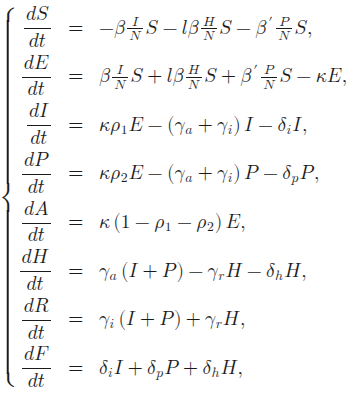 dS/dt = -β I/N S - lβ H/N S - β′ P/N S,
dE/dt = β I/N S + lβ H/N S + β′ P/N S - κE,
dI/dt = κρ₁E - (γₐ + γᵢ) I - δᵢI,
dP/dt = κρ₂E - (γₐ + γᵢ) P - δₚP,
dA/dt = κ (1 - ρ₁ - ρ₂) E,
dH/dt = γₐ (I + P) - γᵣH - δₕH,
dR/dt = γᵢ (I + P) + γᵣH,
dF/dt = δᵢI + δₚP + δₕH,